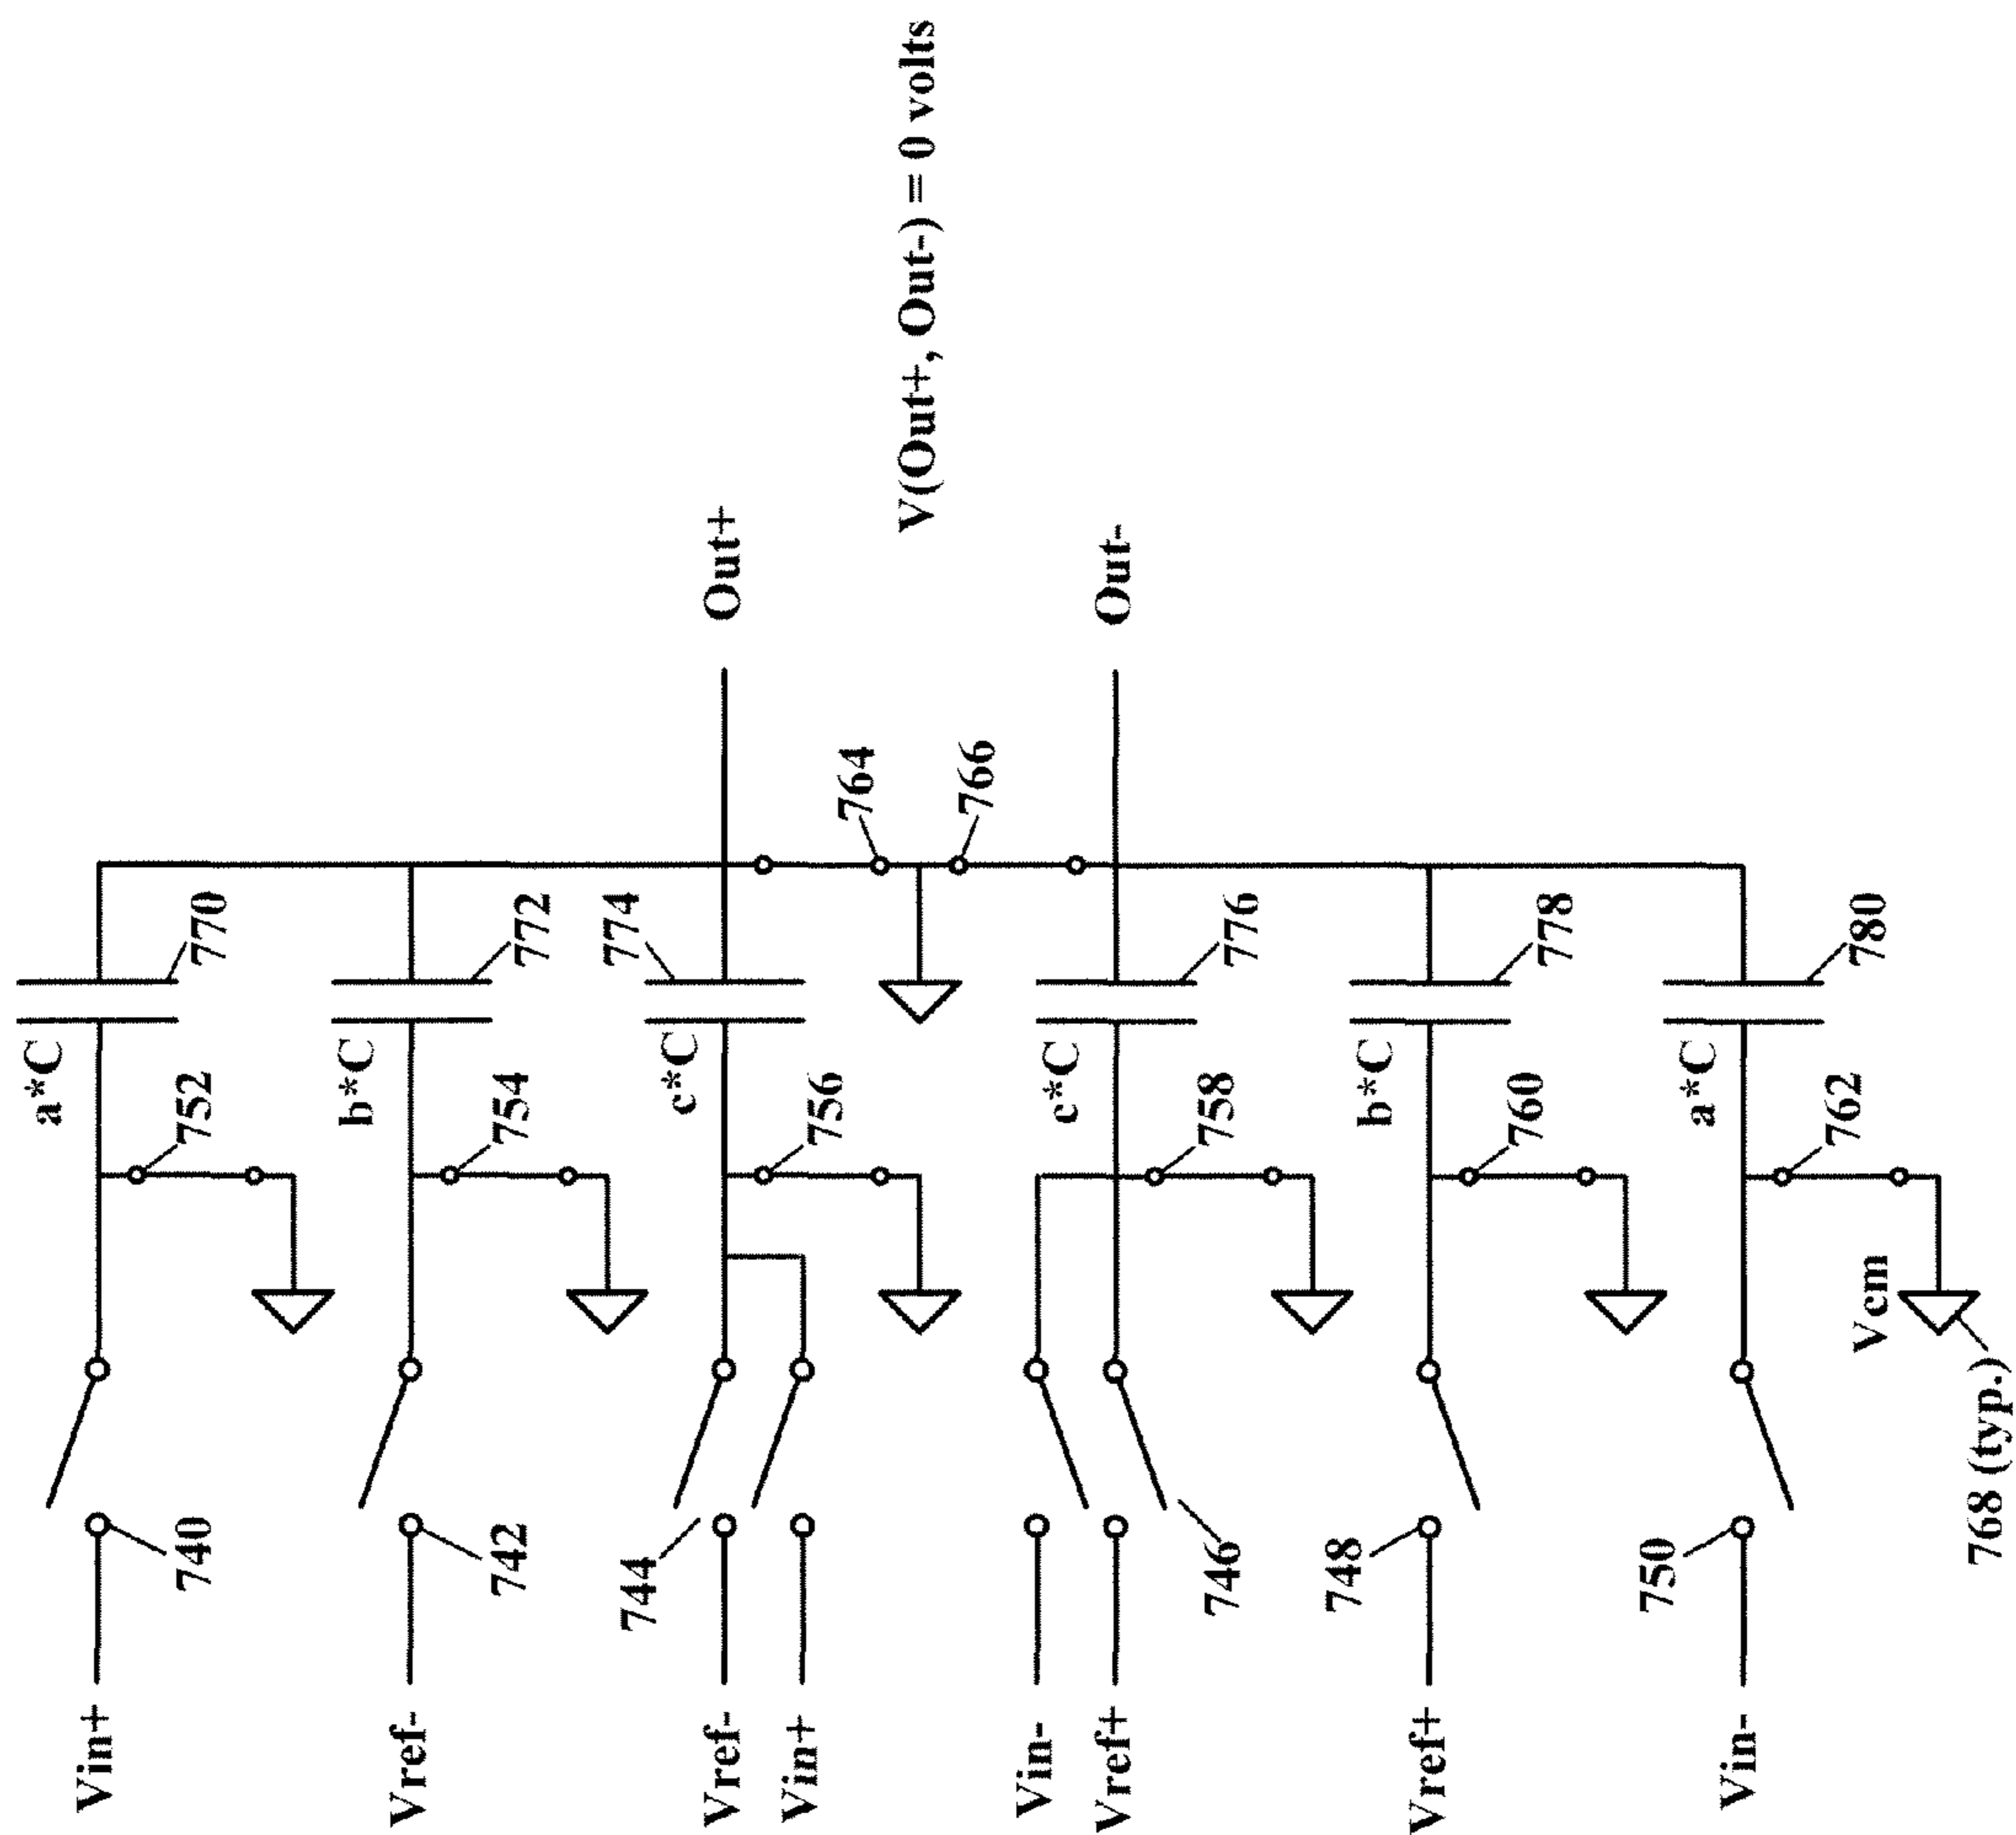 Vin+
740
752
a*C
770
Vref-
742
754
b*C
772
Vref-
744
Vin+
756
c*C
774
Out+
764
766
V(Out+, Out-) = 0 volts
Vin-
Vref+
746
758
c*C
776
Out-
Vref+
748
760
b*C
778
Vin-
750
762
a*C
780
Vcm
768 (typ.)